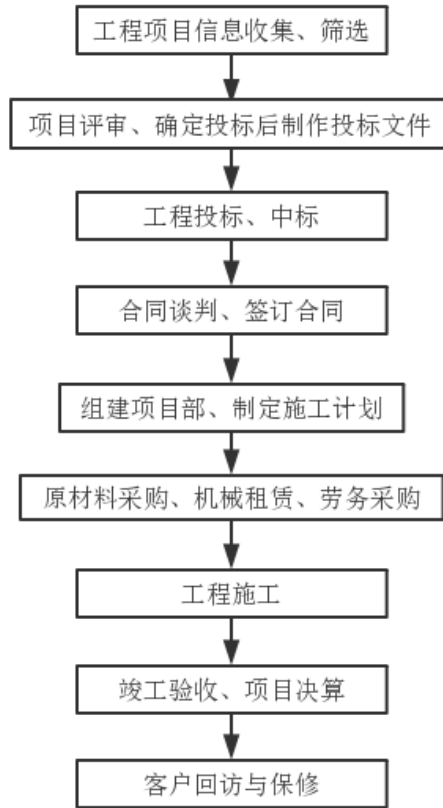 工程项目信息收集、筛选
项目评审、确定投标后制作投标文件
工程投标、中标
合同谈判、签订合同
组建项目部、制定施工计划
原材料采购、机械租赁、劳务采购
工程施工
竣工验收、项目决算
客户回访与保修